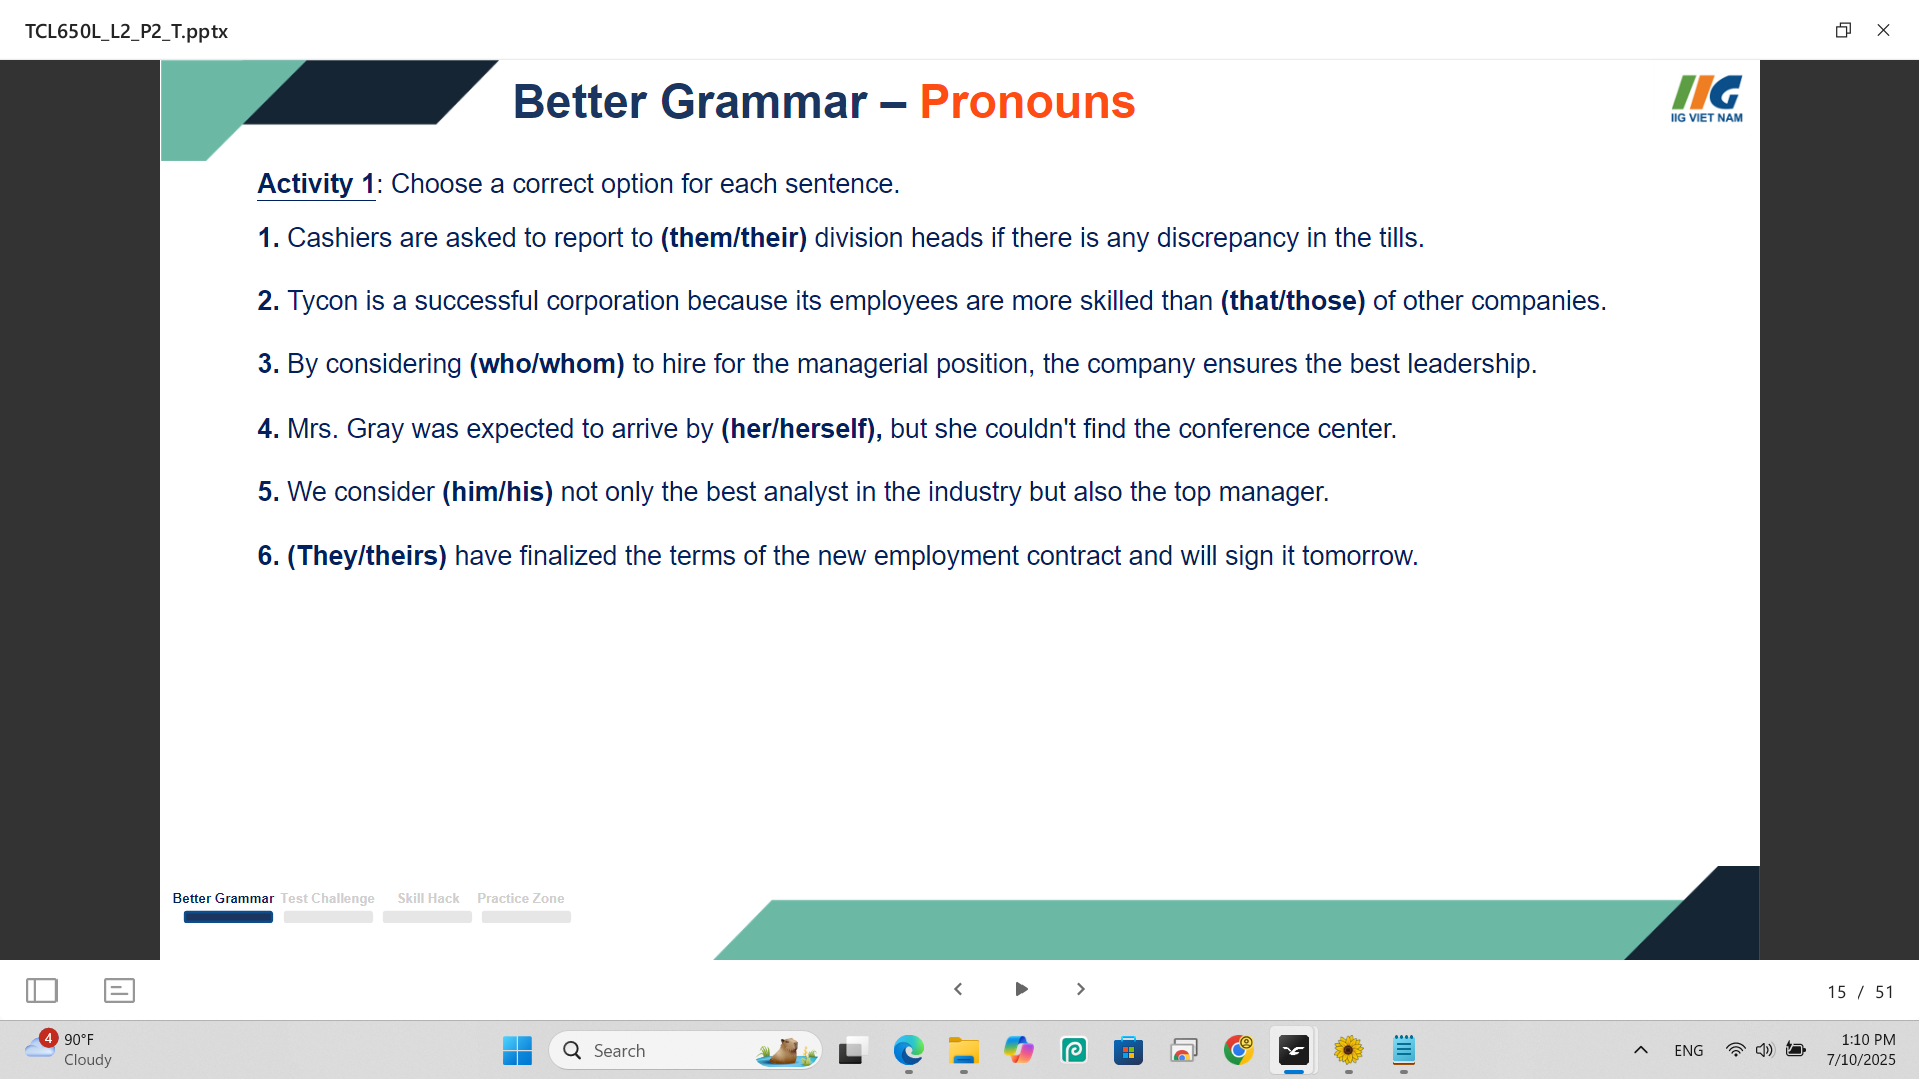 TCL650L_L2_P2_T.pptx
Better Grammar – Pronouns
IIG VIET NAM
Activity 1: Choose a correct option for each sentence.
1. Cashiers are asked to report to (them/their) division heads if there is any discrepancy in the tills.
2. Tycon is a successful corporation because its employees are more skilled than (that/those) of other companies.
3. By considering (who/whom) to hire for the managerial position, the company ensures the best leadership.
4. Mrs. Gray was expected to arrive by (her/herself), but she couldn't find the conference center.
5. We consider (him/his) not only the best analyst in the industry but also the top manager.
6. (They/theirs) have finalized the terms of the new employment contract and will sign it tomorrow.
Better Grammar Test Challenge Skill Hack Practice Zone
15 / 51
4
90°F
Cloudy
Search
ENG
1:10 PM
7/10/2025